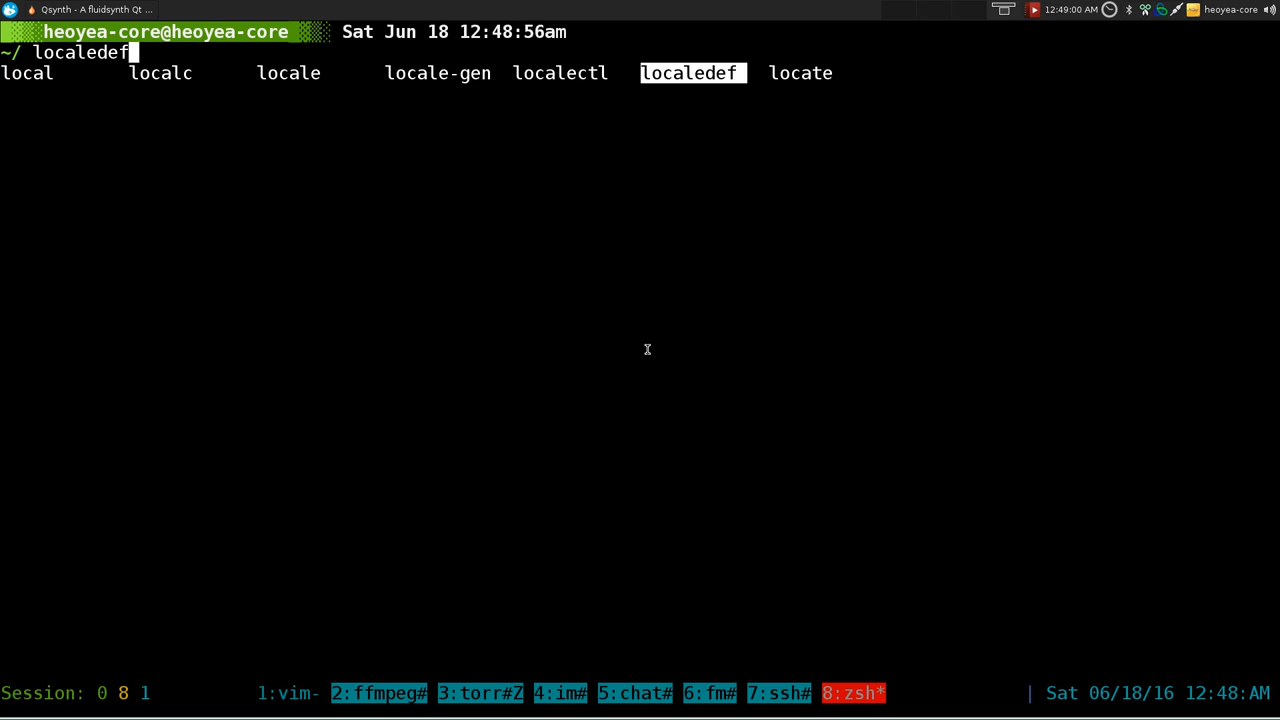 Qsynth - A fluidsynth Qt ... 12:49:00 AM heoyea-core
heoyea-core@heoyea-core Sat Jun 18 12:48:56am
~/ localedef
local localc locale locale-gen localectl localedef locate
Session: 0 8 1 1:vim- 2:ffmpeg# 3:torr#Z 4:im# 5:chat# 6:fm# 7:ssh# 8:zsh* | Sat 06/18/16 12:48:AM